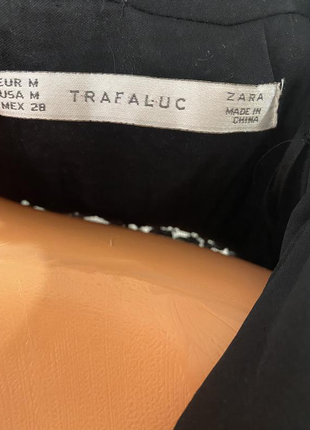 EUR M
USA M
MEX 28
TRAFALUC
ZARA
MADE IN
CHINA